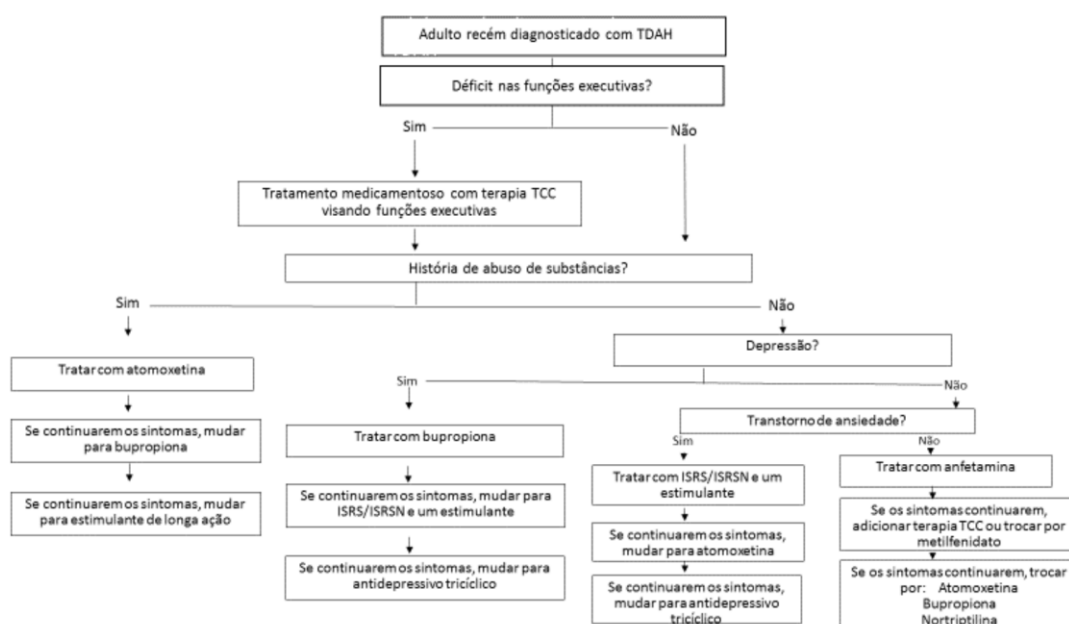 Adulto recém diagnosticado com TDAH
Déficit nas funções executivas?
Sim
Não
Tratamento medicamentoso com terapia TCC
visando funções executivas
História de abuso de substâncias?
Sim
Não
Tratar com atomoxetina
Se continuarem os sintomas, mudar
para bupropiona
Se continuarem os sintomas, mudar
para estimulante de longa ação
Depressão?
Sim
Não
Tratar com bupropiona
Se continuarem os sintomas, mudar para
ISRS/ISRSN e um estimulante
Se continuarem os sintomas, mudar para
antidepressivo tricíclico
Transtorno de ansiedade?
Sim
Não
Tratar com ISRS/ISRSN e um
estimulante
Se continuarem os sintomas,
mudar para atomoxetina
Se continuarem os sintomas,
mudar para antidepressivo
tricíclico
Tratar com anfetamina
Se os sintomas continuarem,
adicionar terapia TCC ou trocar por
metilfenidato
Se os sintomas continuarem, trocar
por: Atomoxetina
Bupropiona
Nortriptilina